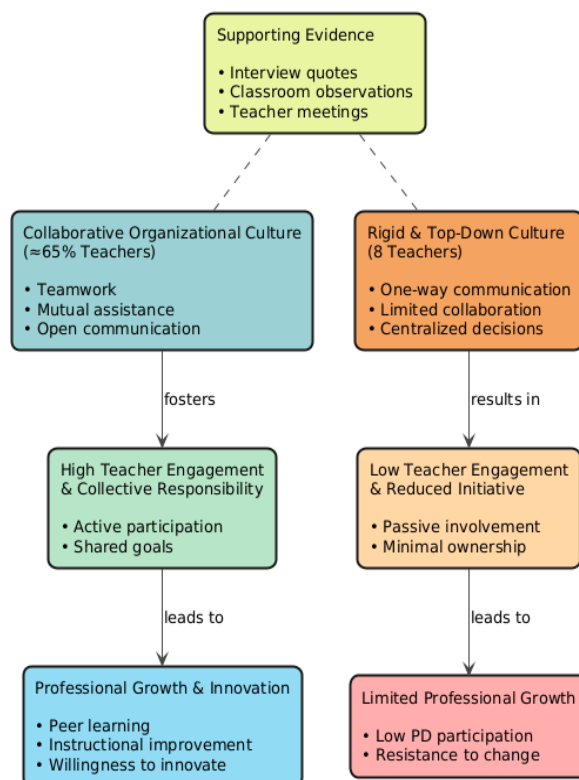 Supporting Evidence
• Interview quotes
• Classroom observations
• Teacher meetings
Collaborative Organizational Culture
(≈65% Teachers)
• Teamwork
• Mutual assistance
• Open communication
Rigid & Top-Down Culture
(8 Teachers)
• One-way communication
• Limited collaboration
• Centralized decisions
fosters
results in
High Teacher Engagement
& Collective Responsibility
• Active participation
• Shared goals
Low Teacher Engagement
& Reduced Initiative
• Passive involvement
• Minimal ownership
leads to
leads to
Professional Growth & Innovation
• Peer learning
• Instructional improvement
• Willingness to innovate
Limited Professional Growth
• Low PD participation
• Resistance to change